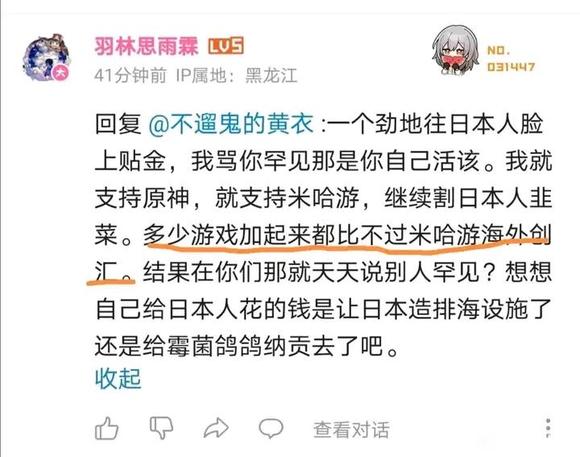 羽林思雨霖 LV5
大
NO.
031447
41分钟前 IP属地：黑龙江
回复 @不遛鬼的黄衣 :一个劲地往日本人脸
上贴金，我骂你罕见那是你自己活该。我就
支持原神，就支持米哈游，继续割日本人韭
菜。多少游戏加起来都比不过米哈游海外创
汇。结果在你们那就天天说别人罕见？想想
自己给日本人花的钱是让日本造排海设施了
还是给霉菌鸽鸽纳贡去了吧。
收起
查看对话